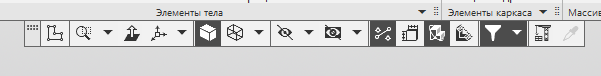 Элементы тела
Элементы каркаса
Массив